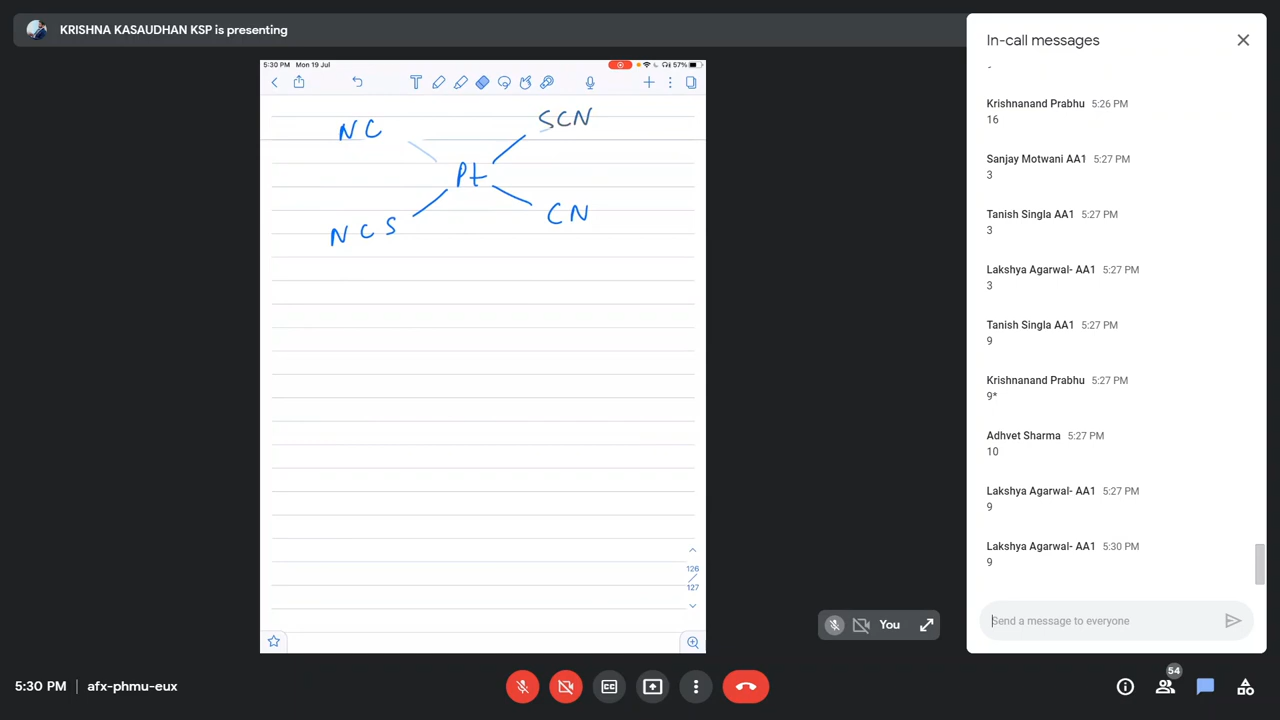 KRISHNA KASAUDHAN KSP is presenting
5:30 PM Mon 19 Jul
57%
T
NC
SCN
Pt
NCS
CN
126
127
You
In-call messages
Krishnanand Prabhu 5:26 PM
16
Sanjay Motwani AA1 5:27 PM
3
Tanish Singla AA1 5:27 PM
3
Lakshya Agarwal- AA1 5:27 PM
3
Tanish Singla AA1 5:27 PM
9
Krishnanand Prabhu 5:27 PM
9*
Adhvet Sharma 5:27 PM
10
Lakshya Agarwal- AA1 5:27 PM
9
Lakshya Agarwal- AA1 5:30 PM
9
Send a message to everyone
5:30 PM afx-phmu-eux
54